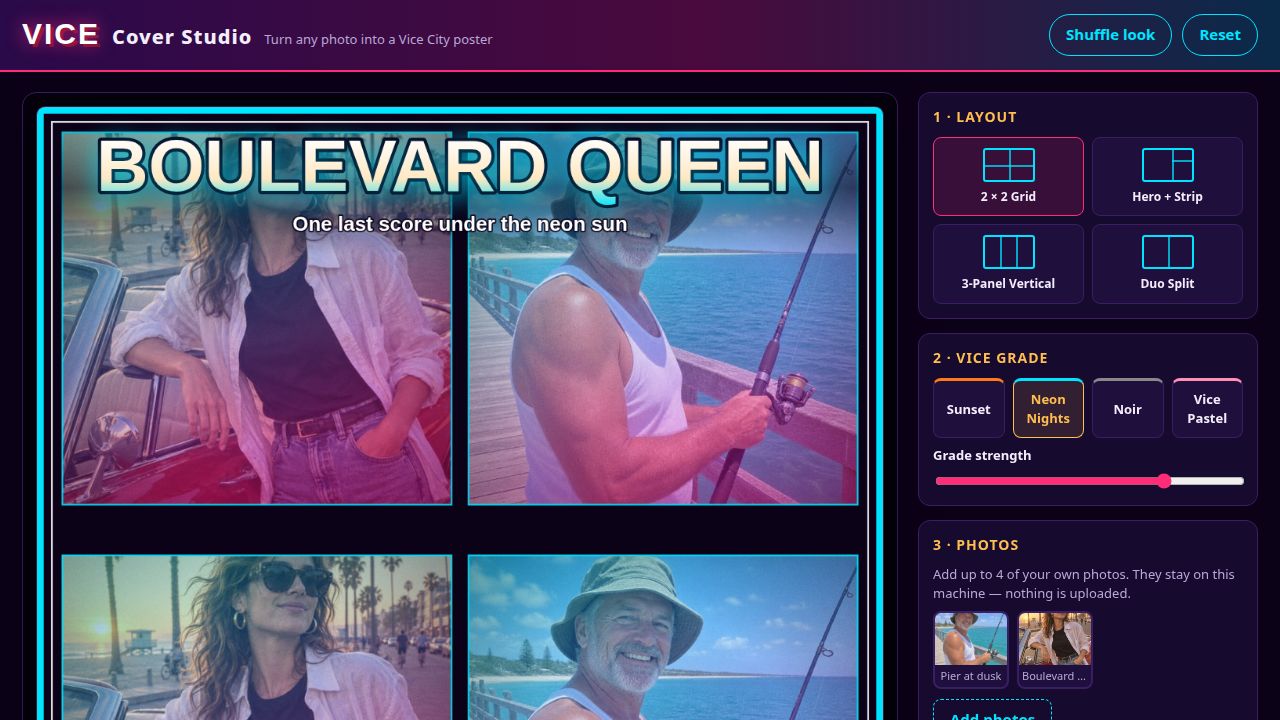 VICE Cover Studio Turn any photo into a Vice City poster
Shuffle look
Reset
BOULEVARD QUEEN
One last score under the neon sun
1 · LAYOUT
2 × 2 Grid
Hero + Strip
3-Panel Vertical
Duo Split
2 · VICE GRADE
Sunset
Neon
Nights
Noir
Vice
Pastel
Grade strength
3 · PHOTOS
Add up to 4 of your own photos. They stay on this
machine — nothing is uploaded.
Pier at dusk
Boulevard ...
Add photos